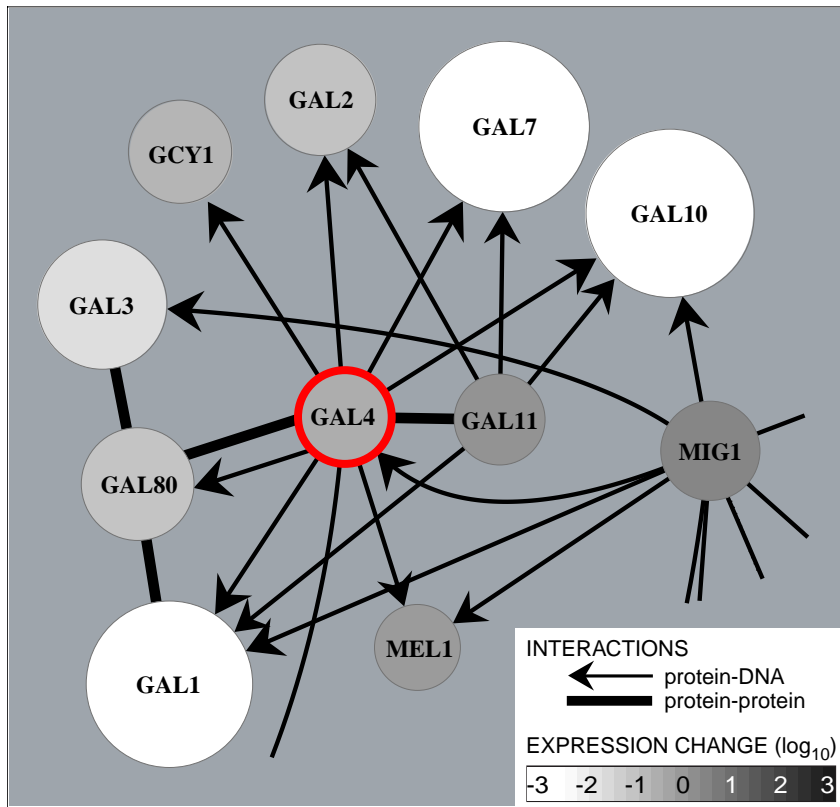 GAL2
GAL7
GCY1
GAL10
GAL3
GAL4
GAL11
MIG1
GAL80
MEL1
GAL1
INTERACTIONS
protein-DNA
protein-protein
EXPRESSION CHANGE (log10)
-3 -2 -1 0 1 2 3